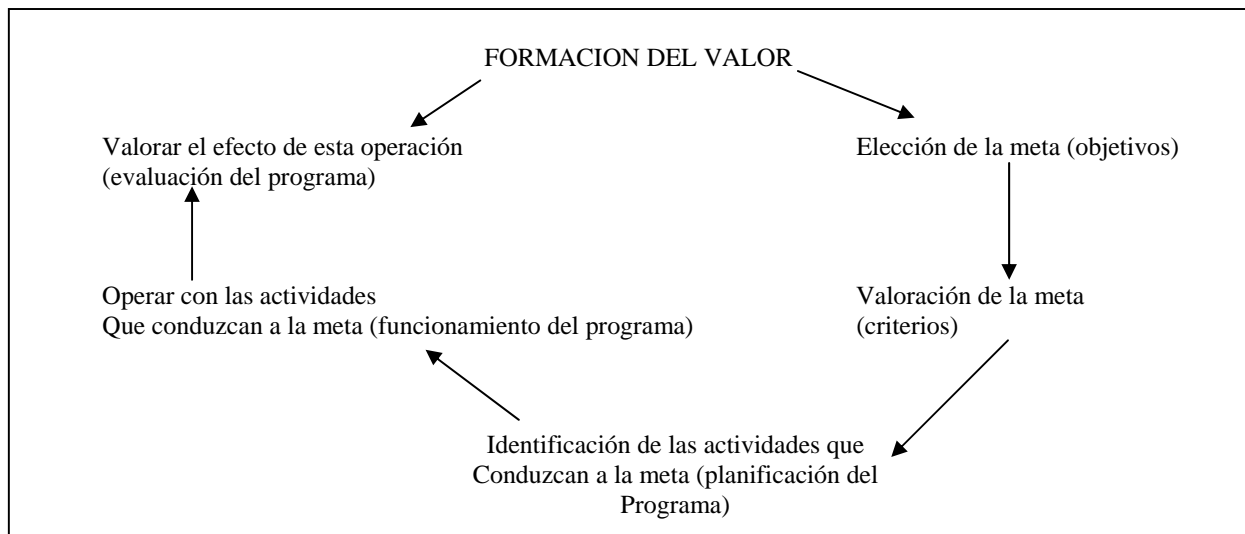 FORMACION DEL VALOR
Valorar el efecto de esta operación
(evaluación del programa)
Elección de la meta (objetivos)
Operar con las actividades
Que conduzcan a la meta (funcionamiento del programa)
Valoración de la meta
(criterios)
Identificación de las actividades que
Conduzcan a la meta (planificación del
Programa)